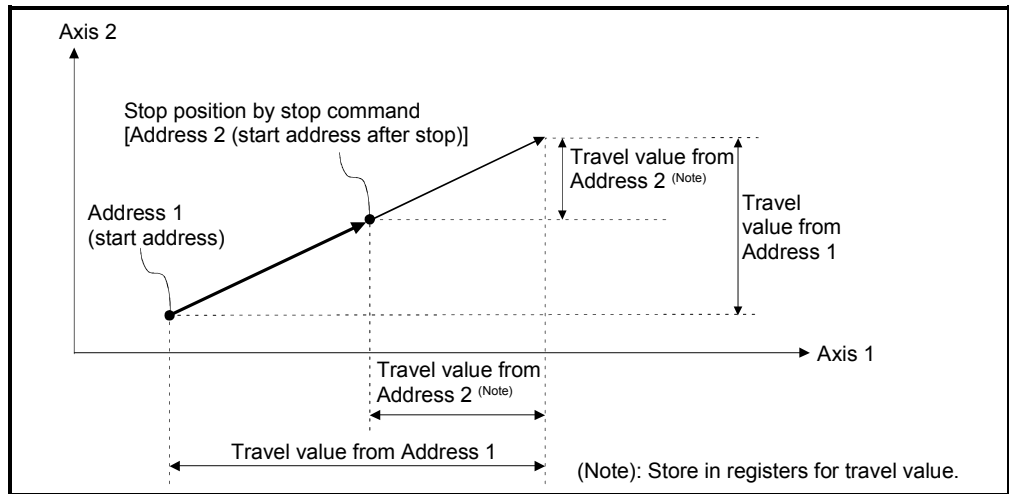 Axis 2
Stop position by stop command
[Address 2 (start address after stop)]
Travel value from
Address 2 (Note)
Address 1
(start address)
Travel
value from
Address 1
Axis 1
Travel value from
Address 2 (Note)
Travel value from Address 1
(Note): Store in registers for travel value.